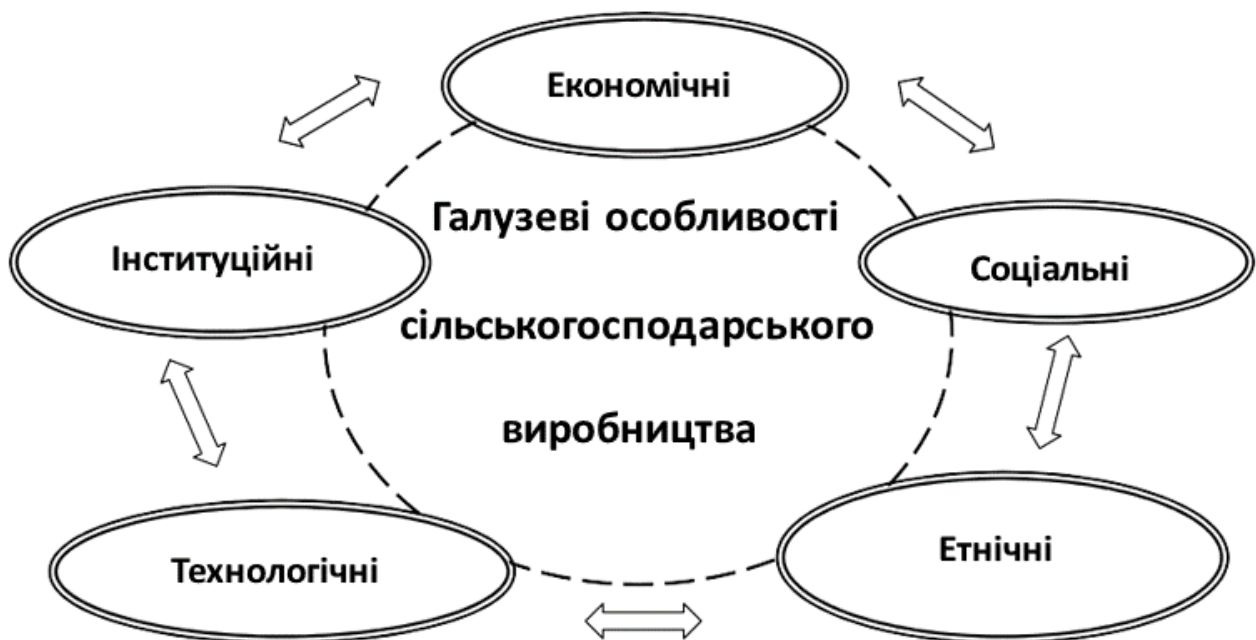 Економічні
Галузеві особливості
Інституційні
Соціальні
сільськогосподарського
виробництва
Технологічні
Етнічні